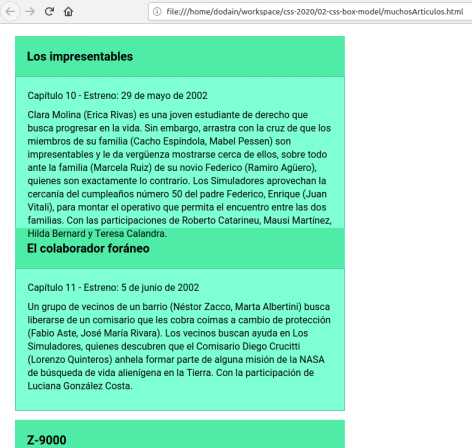 file:///home/dodain/workspace/css-2020/02-css-box-model/muchosArticulos.html
Los impresentables
Capítulo 10 - Estreno: 29 de mayo de 2002
Clara Molina (Erica Rivas) es una joven estudiante de derecho que
busca progresar en la vida. Sin embargo, arrastra con la cruz de que los
miembros de su familia (Cacho Espíndola, Mabel Pessen) son
impresentables y le da vergüenza mostrarse cerca de ellos, sobre todo
ante la familia (Marcela Ruiz) de su novio Federico (Ramiro Agüero),
quienes son exactamente lo contrario. Los Simuladores aprovechan la
cercanía del cumpleaños número 50 del padre Federico, Enrique (Juan
Vitali), para montar el operativo que permita el encuentro entre las dos
familias. Con las participaciones de Roberto Catarineu, Mausi Martínez,
Hilda Bernard y Teresa Calandra.
El colaborador foráneo
Capítulo 11 - Estreno: 5 de junio de 2002
Un grupo de vecinos de un barrio (Néstor Zacco, Marta Albertini) busca
liberarse de un comisario que les cobra coimas a cambio de protección
(Fabio Aste, José María Rivara). Los vecinos buscan ayuda en Los
Simuladores, quienes descubren que el Comisario Diego Crucitti
(Lorenzo Quinteros) anhela formar parte de alguna misión de la NASA
de búsqueda de vida alienígena en la Tierra. Con la participación de
Luciana González Costa.
Z-9000